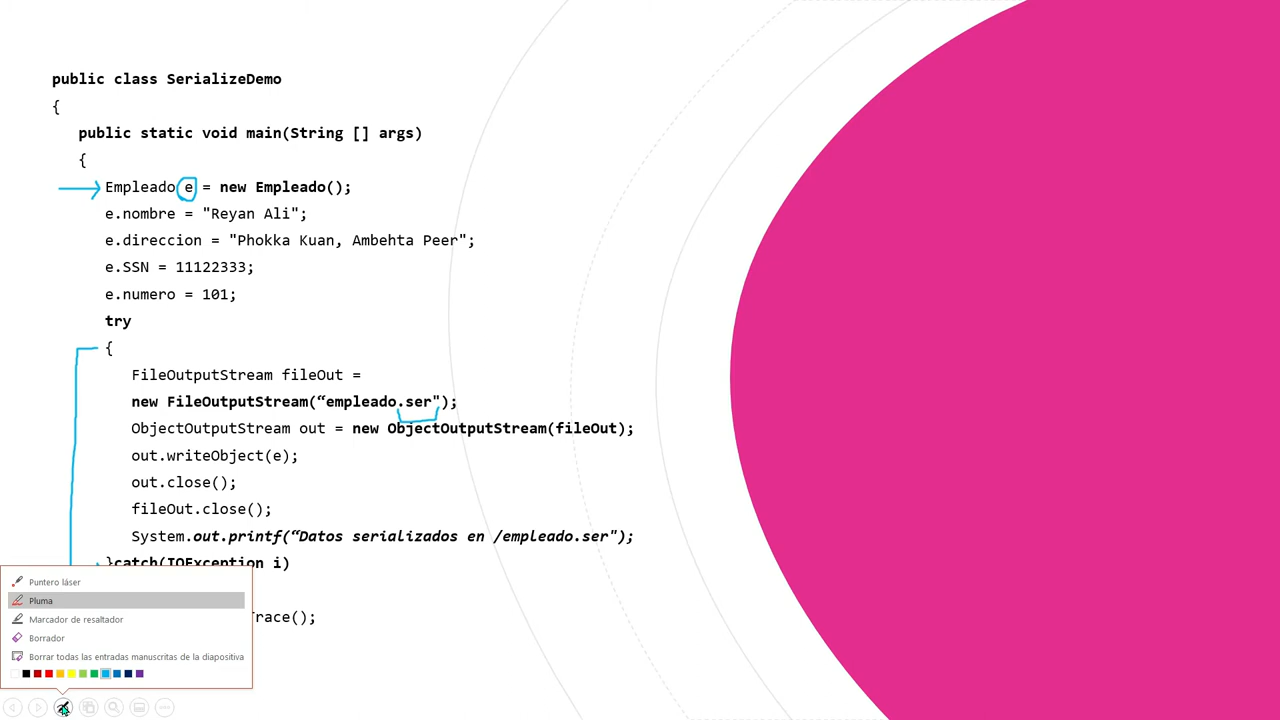 public class SerializeDemo
{
public static void main(String [] args)
{
Empleado e = new Empleado();
e.nombre = "Reyan Ali";
e.direccion = "Phokka Kuan, Ambehta Peer";
e.SSN = 11122333;
e.numero = 101;
try
{
FileOutputStream fileOut =
new FileOutputStream(“empleado.ser");
ObjectOutputStream out = new ObjectOutputStream(fileOut);
out.writeObject(e);
out.close();
fileOut.close();
System.out.printf(“Datos serializados en /empleado.ser");
}catch(IOException i)
race();
Puntero láser
Pluma
Marcador de resaltador
Borrador
Borrar todas las entradas manuscritas de la diapositiva